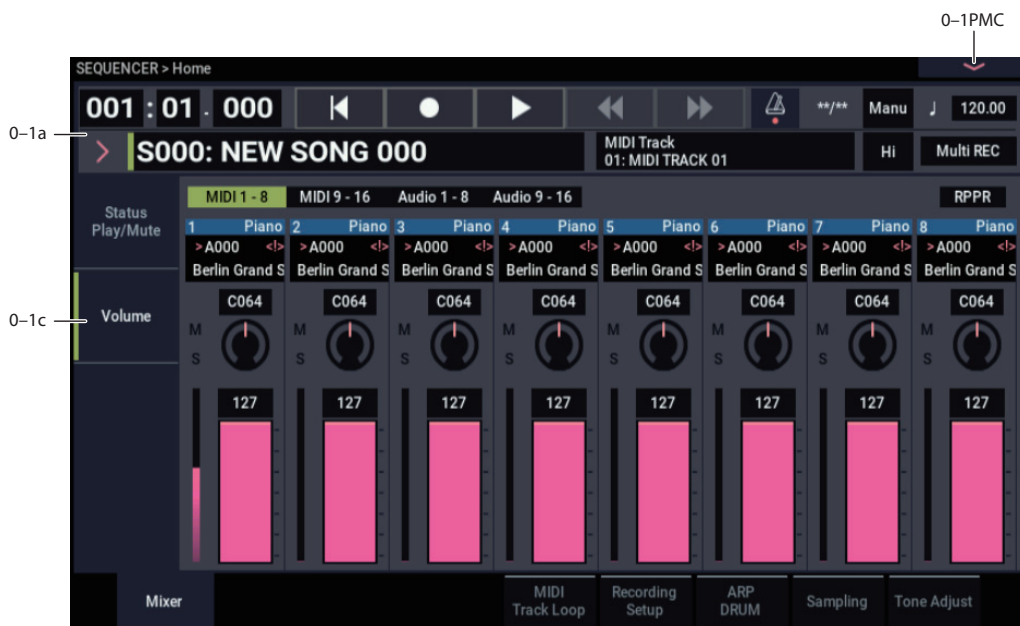 0–1PMC
SEQUENCER > Home
001 : 01 . 000
**/**
Manu
♩ 120.00
0–1a
> S000: NEW SONG 000
MIDI Track
01: MIDI TRACK 01
Hi
Multi REC
Status
Play/Mute
MIDI 1 - 8 MIDI 9 - 16 Audio 1 - 8 Audio 9 - 16
RPPR
1 Piano 2 Piano 3 Piano 4 Piano 5 Piano 6 Piano 7 Piano 8 Piano
>A000 <!> >A000 <!> >A000 <!> >A000 <!> >A000 <!> >A000 <!> >A000 <!> >A000 <!>
Berlin Grand S Berlin Grand S Berlin Grand S Berlin Grand S Berlin Grand S Berlin Grand S Berlin Grand S Berlin Grand S
C064 C064 C064 C064 C064 C064 C064 C064
0–1c
Volume
M M M M M M M M
S S S S S S S S
127 127 127 127 127 127 127 127
Mixer
MIDI
Track Loop
Recording
Setup
ARP
DRUM
Sampling
Tone Adjust